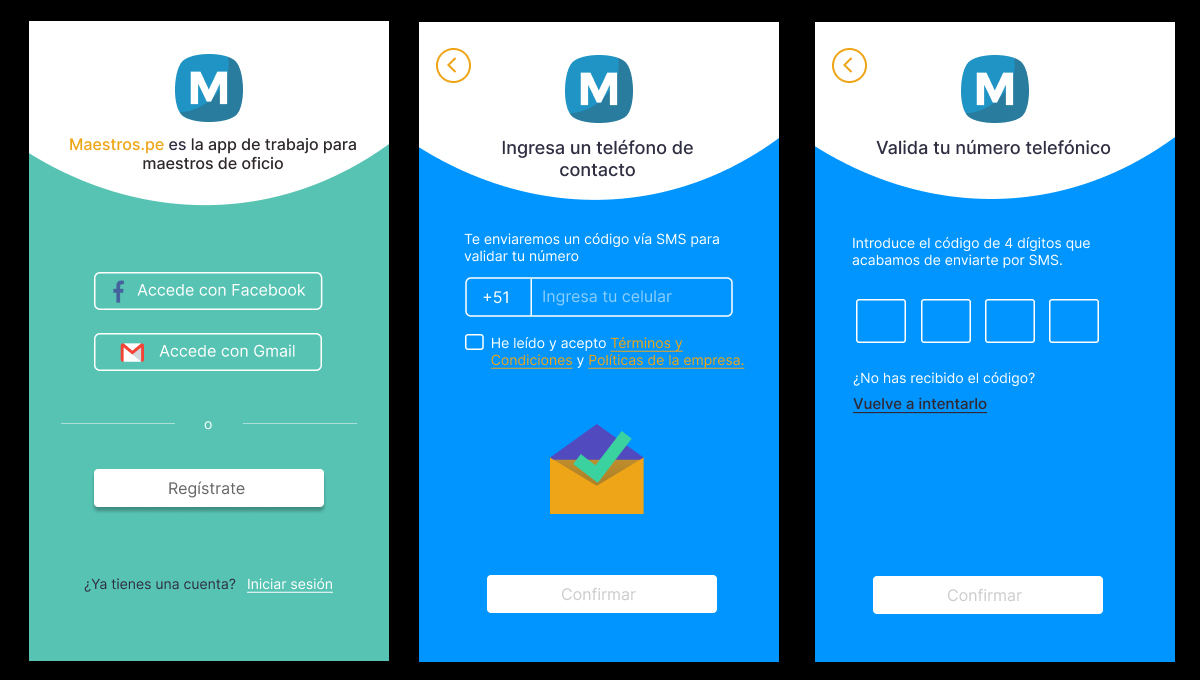 M
Maestros.pe es la app de trabajo para
maestros de oficio
Accede con Facebook
Accede con Gmail
o
Regístrate
¿Ya tienes una cuenta? Iniciar sesión
M
Ingresa un teléfono de
contacto
Te enviaremos un código vía SMS para
validar tu número
+51 Ingresa tu celular
He leído y acepto Términos y
Condiciones y Políticas de la empresa.
Confirmar
M
Valida tu número telefónico
Introduce el código de 4 dígitos que
acabamos de enviarte por SMS.
¿No has recibido el código?
Vuelve a intentarlo
Confirmar